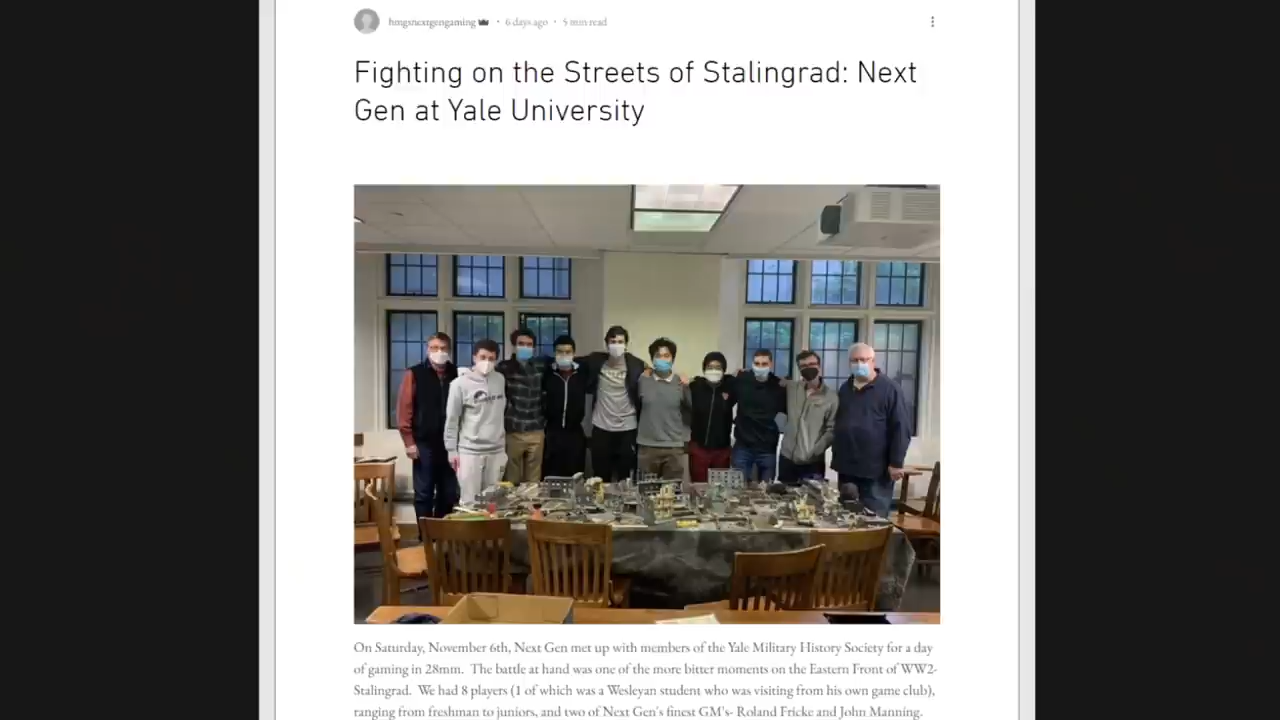 hmgsnextgengaming · 6 days ago · 5 min read
Fighting on the Streets of Stalingrad: Next
Gen at Yale University
On Saturday, November 6th, Next Gen met up with members of the Yale Military History Society for a day
of gaming in 28mm. The battle at hand was one of the more bitter moments on the Eastern Front of WW2-
Stalingrad. We had 8 players (1 of which was a Wesleyan student who was visiting from his own game club),
ranging from freshman to juniors, and two of Next Gen's finest GM's- Roland Fricke and John Manning.